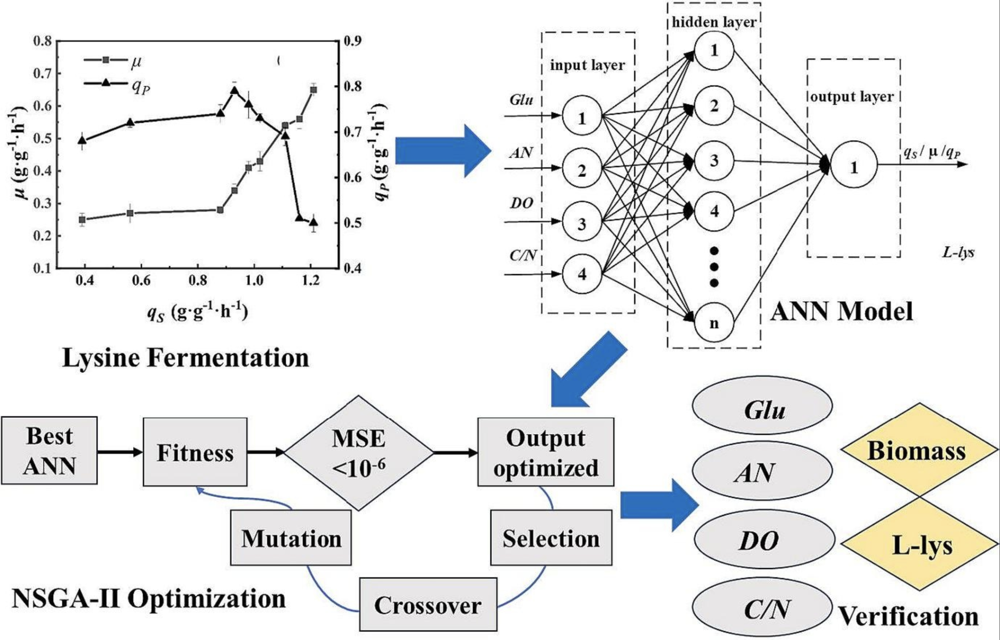 0.8
0.7
0.6
0.5
0.4
0.3
0.2
0.1
μ (g·g⁻¹·h⁻¹)
μ
qP
(
0.9
0.8
0.7
0.6
0.5
0.4
qP (g·g⁻¹·h⁻¹)
0.4 0.6 0.8 1.0 1.2
qS (g·g⁻¹·h⁻¹)
Lysine Fermentation
input layer
hidden layer
output layer
Glu
AN
DO
C/N
1
2
3
4
1
2
3
4
n
1
qS / μ /qP
L-lys
ANN Model
Best
ANN
Fitness
MSE
<10⁻⁶
Output
optimized
Mutation
Selection
Crossover
NSGA-II Optimization
Glu
AN
DO
C/N
Biomass
L-lys
Verification